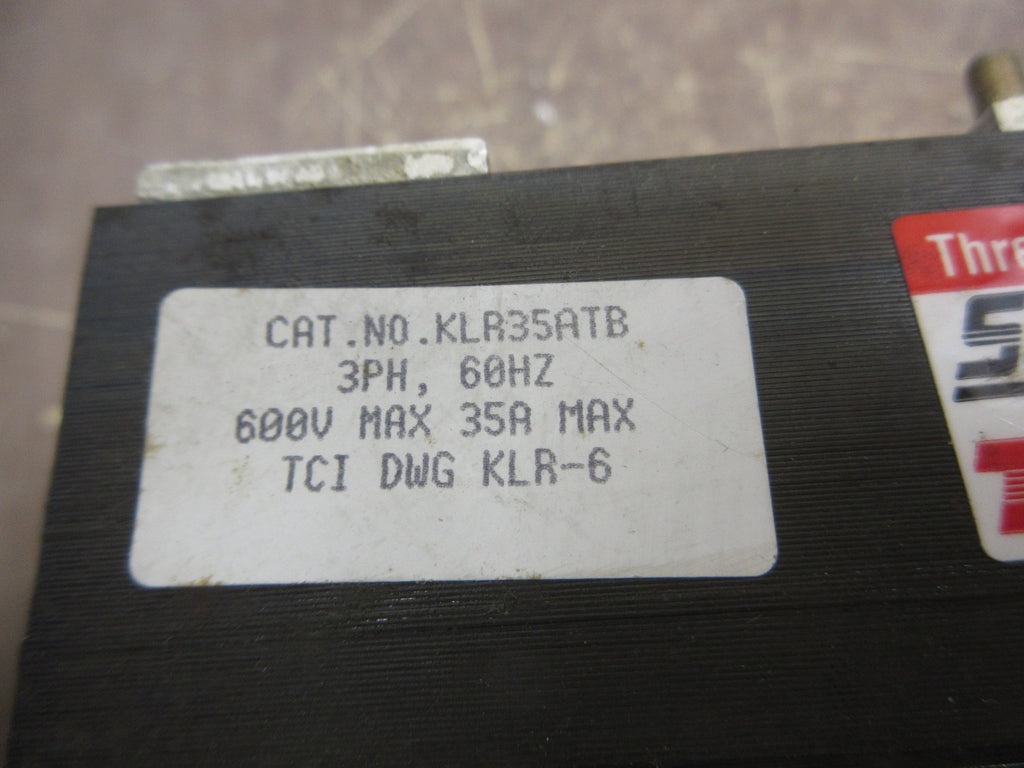 CAT.NO.KLR35ATB
3PH, 60HZ
600V MAX 35A MAX
TCI DWG KLR-6